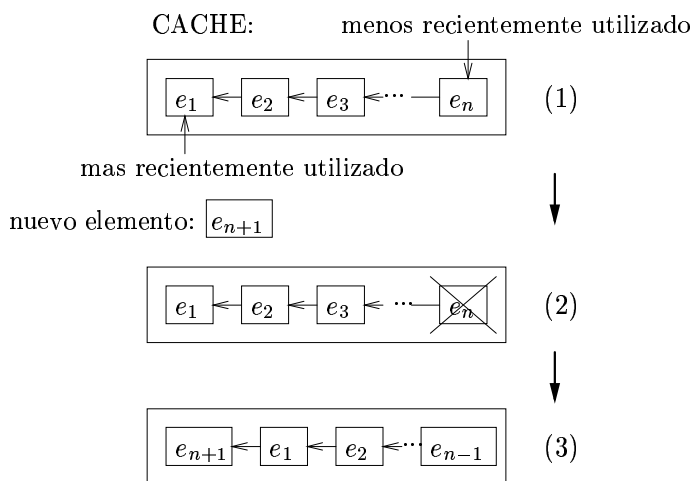 CACHE: menos recientemente utilizado
e₁ e₂ e₃ ... eₙ (1)
mas recientemente utilizado
nuevo elemento: eₙ₊₁
e₁ e₂ e₃ ... eₙ (2)
eₙ₊₁ e₁ e₂ ... eₙ₋₁ (3)